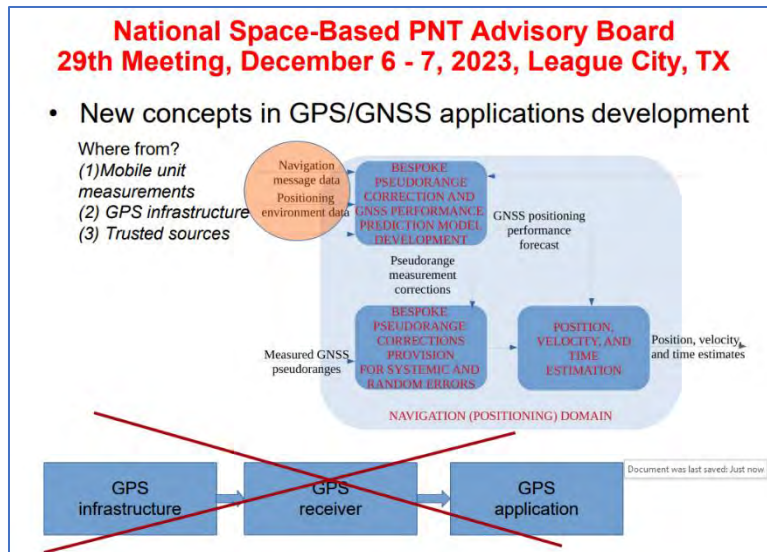 National Space-Based PNT Advisory Board
29th Meeting, December 6 - 7, 2023, League City, TX
• New concepts in GPS/GNSS applications development
Where from?
(1)Mobile unit
measurements
(2) GPS infrastructure
(3) Trusted sources
Navigation
message data
Positioning
environment data
BESPOKE
PSEUDORANGE
CORRECTION AND
GNSS PERFORMANCE
PREDICTION MODEL
DEVELOPMENT
GNSS positioning
performance
forecast
Pseudorange
measurement
corrections
Measured GNSS
pseudoranges
BESPOKE
PSEUDORANGE
CORRECTIONS
PROVISION
FOR SYSTEMIC AND
RANDOM ERRORS
POSITION,
VELOCITY, AND
TIME
ESTIMATION
Position, velocity,
and time estimates
NAVIGATION (POSITIONING) DOMAIN
Document was last saved: Just now
GPS
infrastructure
GPS
receiver
GPS
application